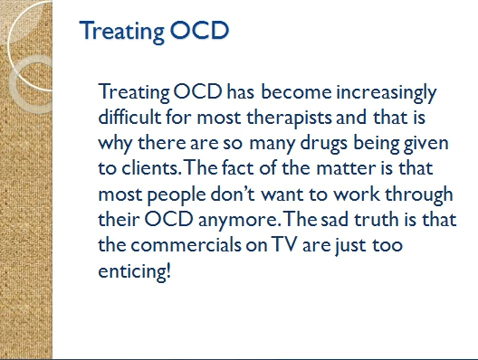 Treating OCD
Treating OCD has become increasingly
difficult for most therapists and that is
why there are so many drugs being given
to clients. The fact of the matter is that
most people don't want to work through
their OCD anymore. The sad truth is that
the commercials on TV are just too
enticing!